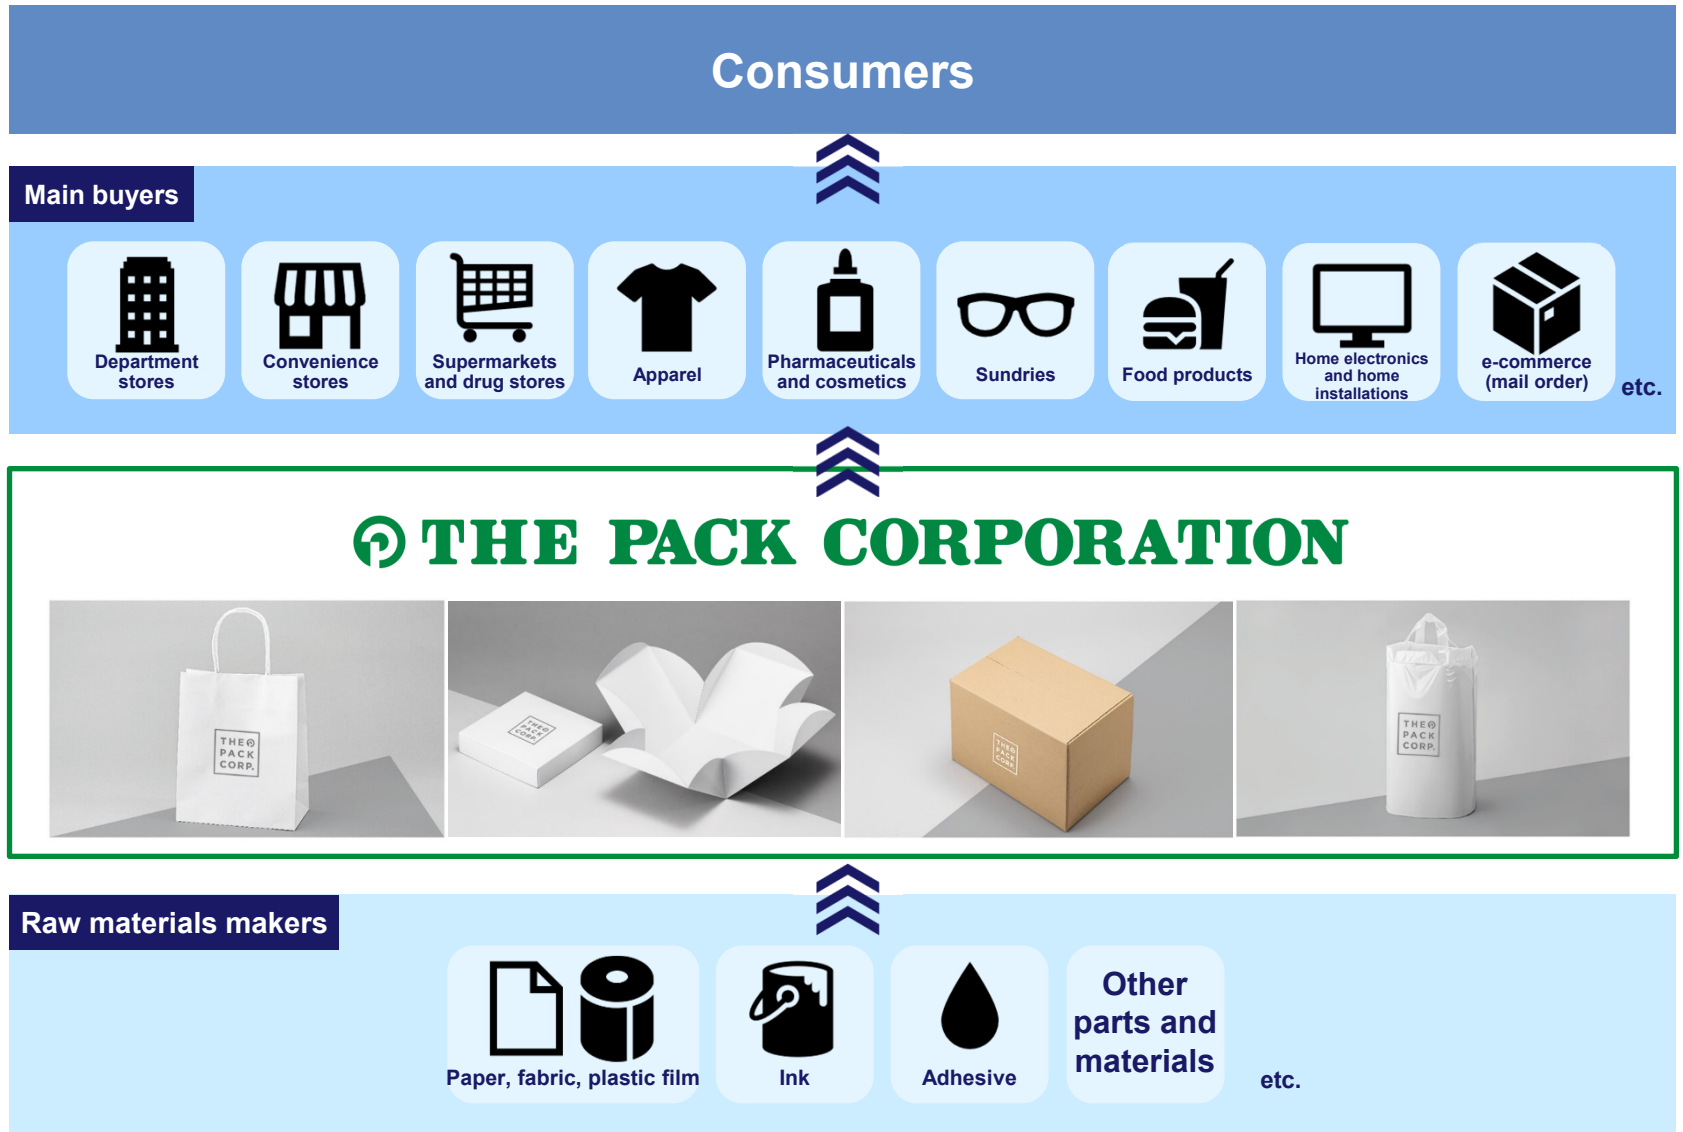 Consumers
Main buyers
Department
stores
Convenience
stores
Supermarkets
and drug stores
Apparel
Pharmaceuticals
and cosmetics
Sundries
Food products
Home electronics
and home
installations
e-commerce
(mail order)
etc.
THE PACK CORPORATION
THE
PACK
CORP.
THE
PACK
CORP.
THE
PACK
CORP.
THE
PACK
CORP.
Raw materials makers
Paper, fabric, plastic film
Ink
Adhesive
Other
parts and
materials
etc.